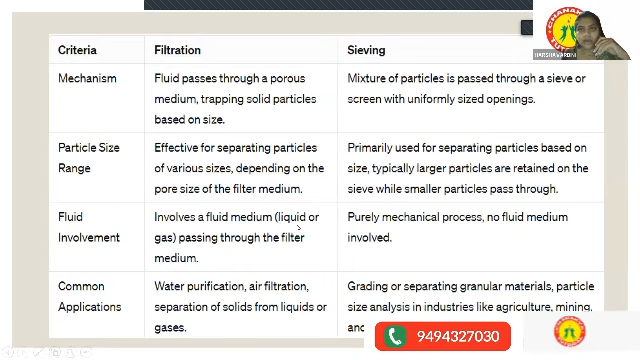 CHANAK
TUT
HARSHAVARDNI
Criteria
Filtration
Sieving
Mechanism
Fluid passes through a porous
medium, trapping solid particles
based on size.
Mixture of particles is passed through a sieve or
screen with uniformly sized openings.
Particle Size
Range
Effective for separating particles
of various sizes, depending on the
pore size of the filter medium.
Primarily used for separating particles based on
size, typically larger particles are retained on the
sieve while smaller particles pass through.
Fluid
Involvement
Involves a fluid medium (liquid or
gas) passing through the filter
medium.
Purely mechanical process, no fluid medium
involved.
Common
Applications
Water purification, air filtration,
separation of solids from liquids or
gases.
Grading or separating granular materials, particle
size analysis in industries like agriculture, mining,
and
9494327030